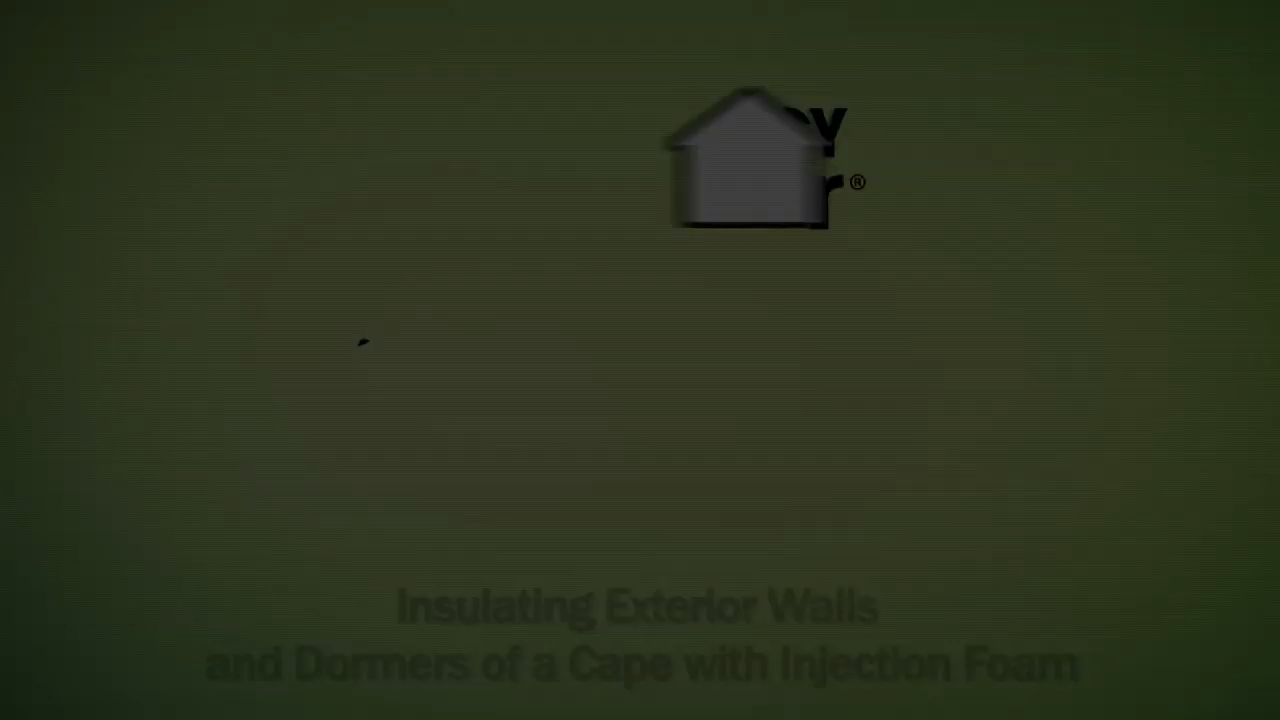 y
r®
Insulating Exterior Walls
and Dormers of a Cape with Injection Foam